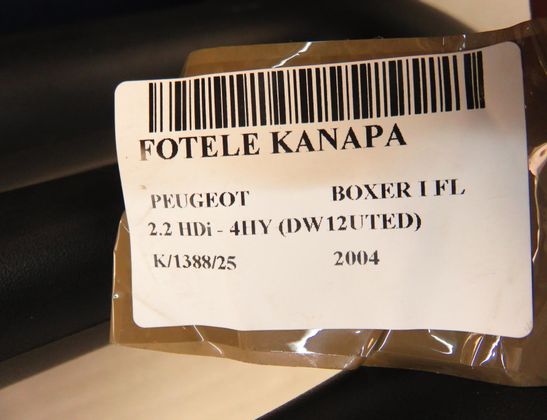 FOTELE KANAPA
PEUGEOT BOXER I FL
2.2 HDi - 4HY (DW12UTED)
K/1388/25 2004